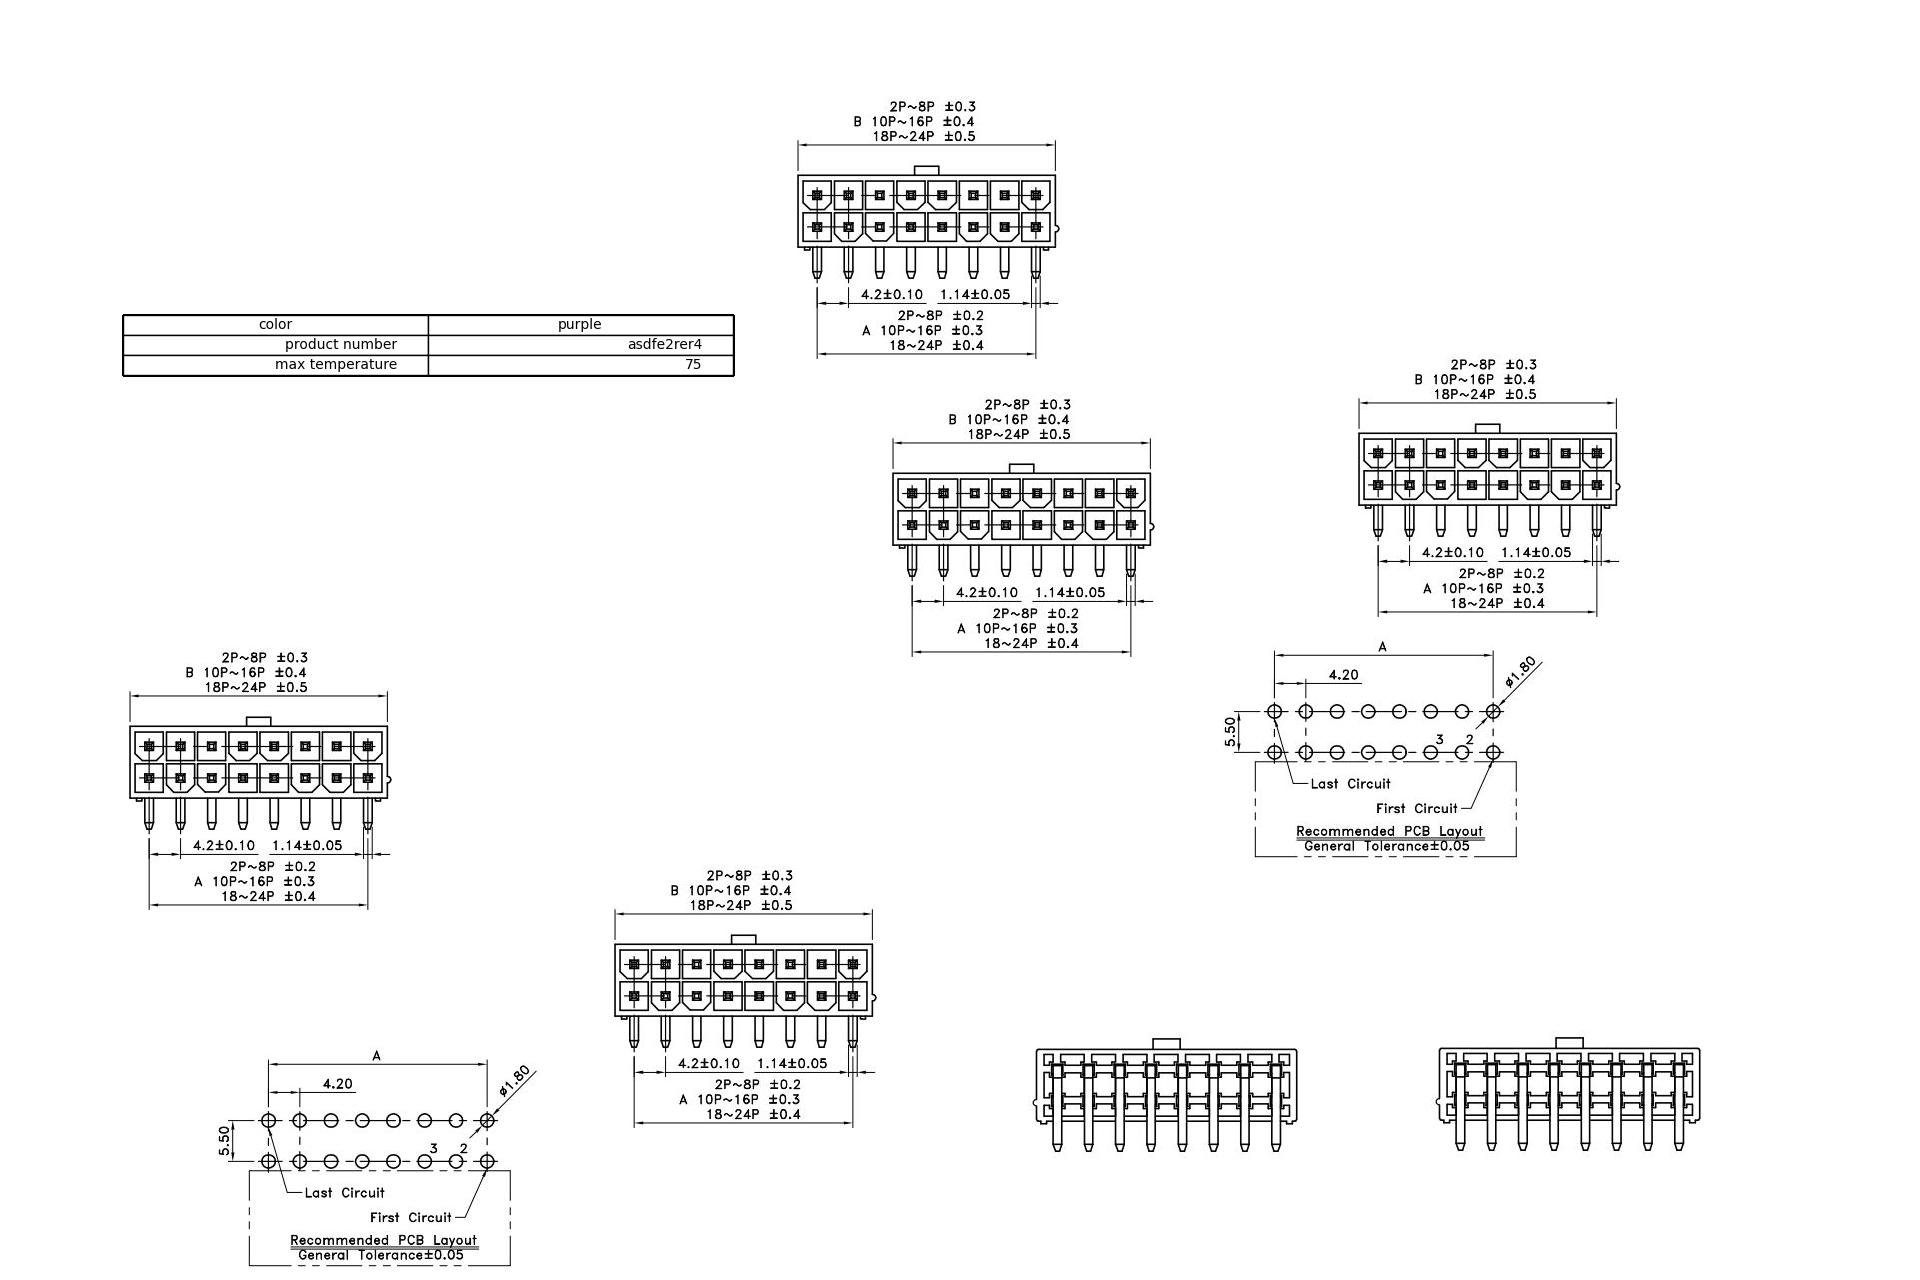 2P~8P ±0.3
B 10P~16P ±0.4
18P~24P ±0.5
4.2±0.10 1.14±0.05
2P~8P ±0.2
A 10P~16P ±0.3
18~24P ±0.4
color purple
product number asdfe2rer4
max temperature 75
2P~8P ±0.3
B 10P~16P ±0.4
18P~24P ±0.5
4.2±0.10 1.14±0.05
2P~8P ±0.2
A 10P~16P ±0.3
18~24P ±0.4
2P~8P ±0.3
B 10P~16P ±0.4
18P~24P ±0.5
4.2±0.10 1.14±0.05
2P~8P ±0.2
A 10P~16P ±0.3
18~24P ±0.4
A
4.20
ø1.80
5.50
3 2
Last Circuit
First Circuit
Recommended PCB Layout
General Tolerance±0.05
2P~8P ±0.3
B 10P~16P ±0.4
18P~24P ±0.5
4.2±0.10 1.14±0.05
2P~8P ±0.2
A 10P~16P ±0.3
18~24P ±0.4
2P~8P ±0.3
B 10P~16P ±0.4
18P~24P ±0.5
4.2±0.10 1.14±0.05
2P~8P ±0.2
A 10P~16P ±0.3
18~24P ±0.4
A
4.20
ø1.80
5.50
3 2
Last Circuit
First Circuit
Recommended PCB Layout
General Tolerance±0.05